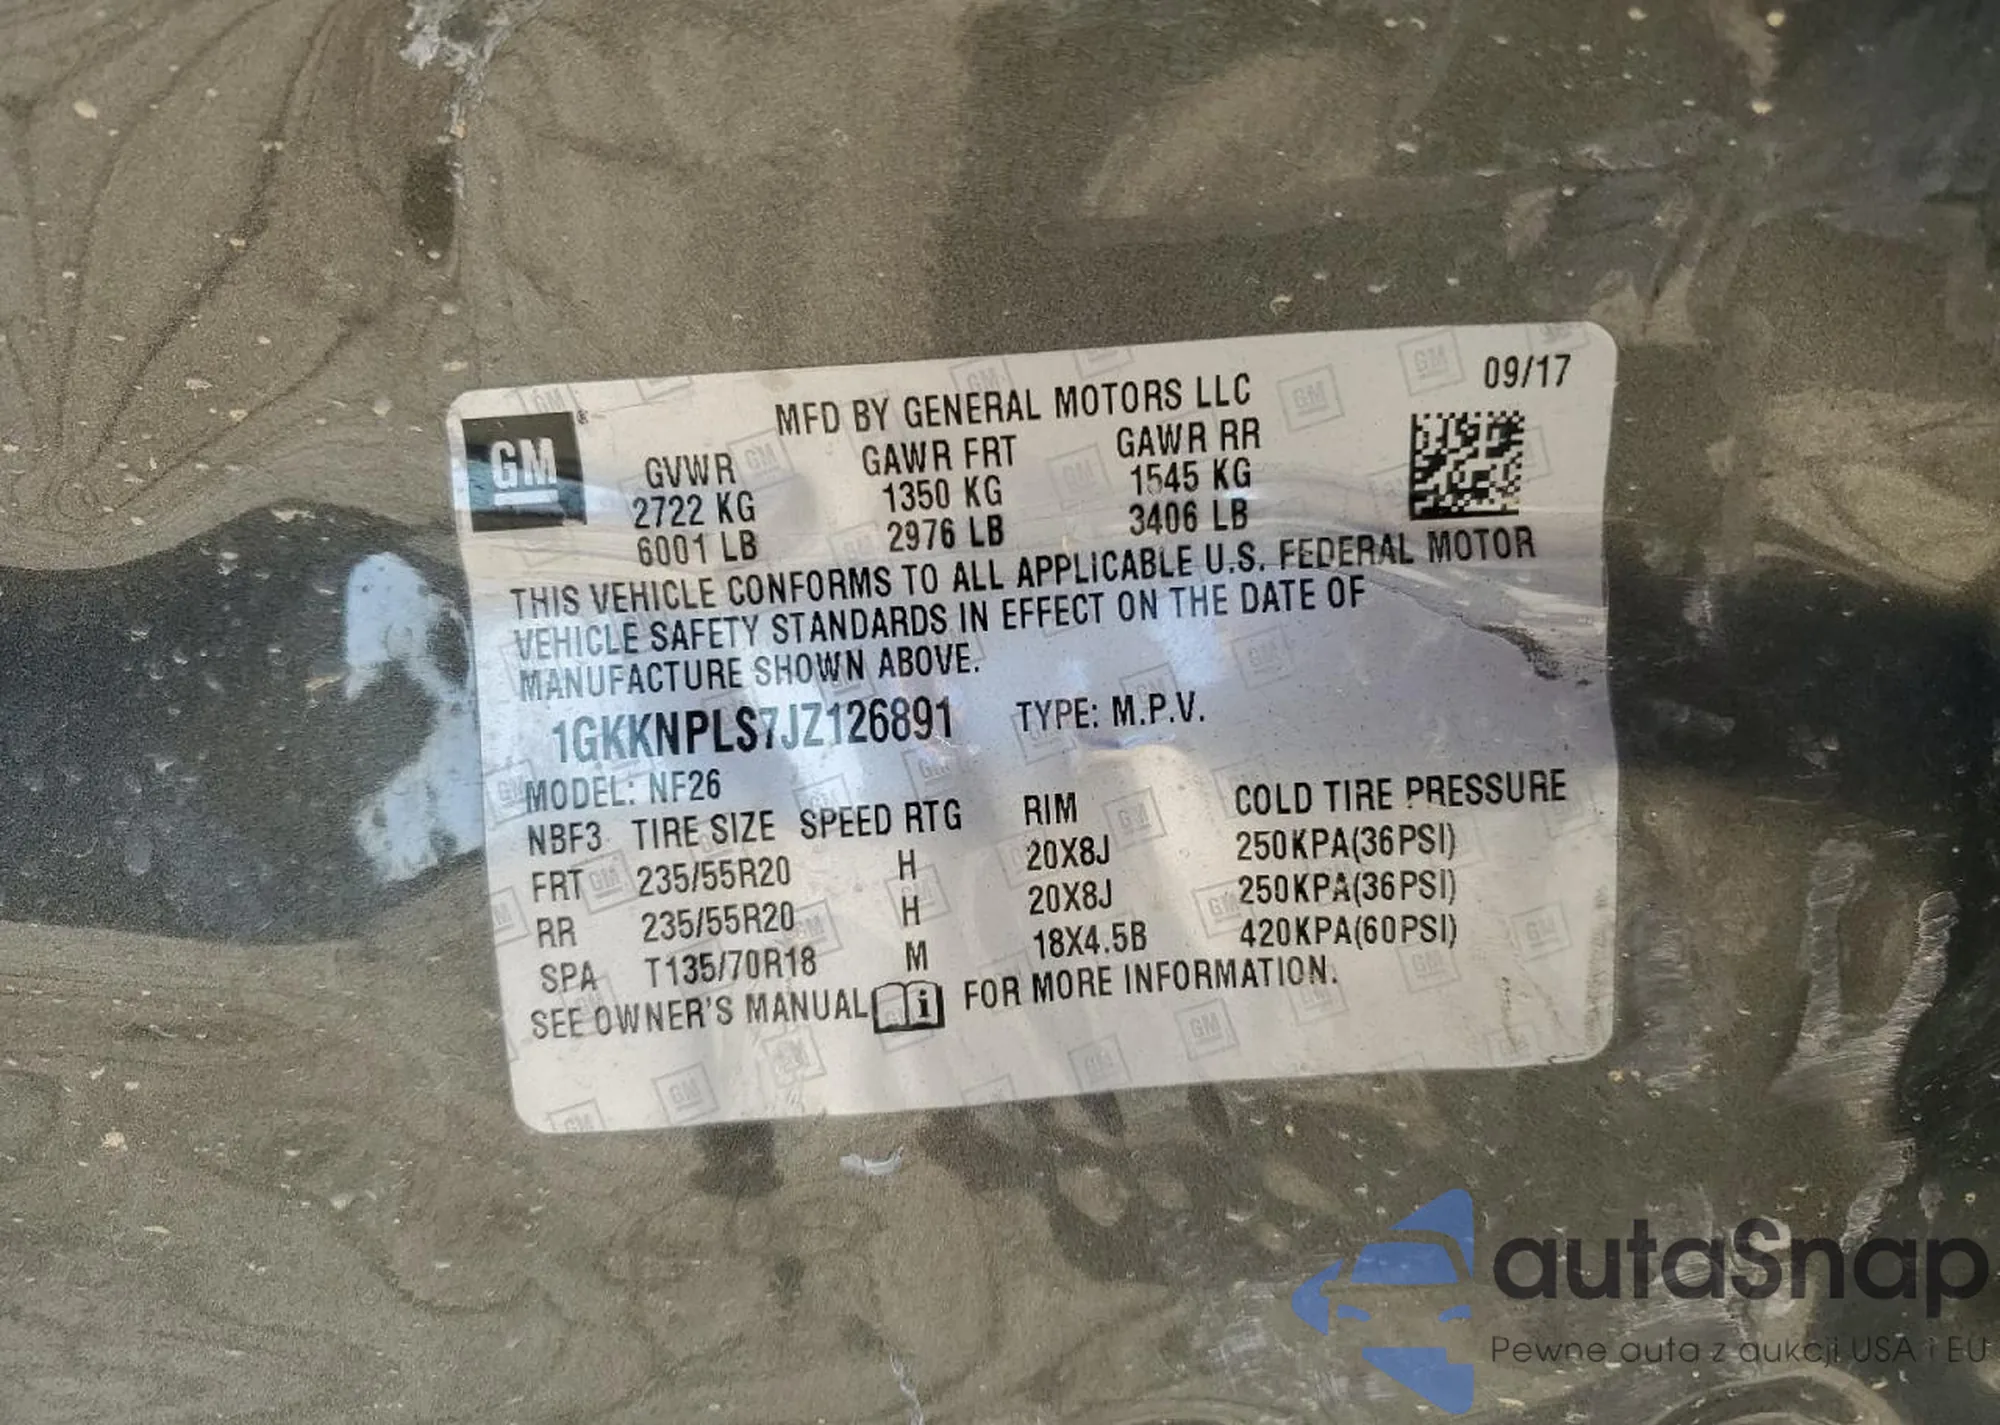 09/17
MFD BY GENERAL MOTORS LLC
GM
®
GVWR GAWR FRT GAWR RR
2722 KG 1350 KG 1545 KG
6001 LB 2976 LB 3406 LB
THIS VEHICLE CONFORMS TO ALL APPLICABLE U.S. FEDERAL MOTOR
VEHICLE SAFETY STANDARDS IN EFFECT ON THE DATE OF
MANUFACTURE SHOWN ABOVE.
1GKKNPLS7JZ126891 TYPE: M.P.V.
MODEL: NF26
NBF3 TIRE SIZE SPEED RTG RIM COLD TIRE PRESSURE
FRT 235/55R20 H 20X8J 250KPA(36PSI)
RR 235/55R20 H 20X8J 250KPA(36PSI)
SPA T135/70R18 M 18X4.5B 420KPA(60PSI)
SEE OWNER'S MANUAL i FOR MORE INFORMATION.
autaSnap
Pewne auta z aukcji USA i EU